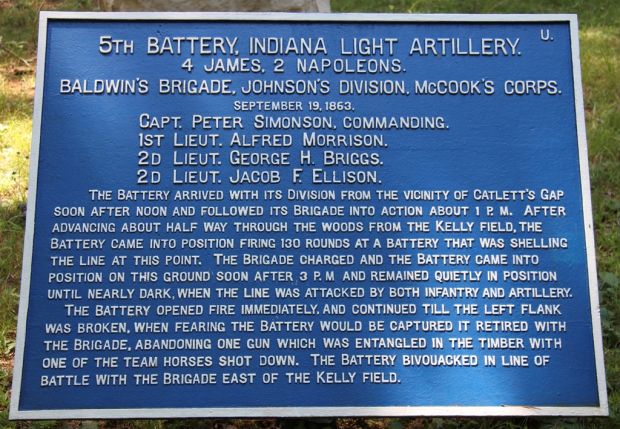 U.
5TH BATTERY, INDIANA LIGHT ARTILLERY.
4 JAMES, 2 NAPOLEONS.
BALDWIN'S BRIGADE, JOHNSON'S DIVISION, MCCOOK'S CORPS.
SEPTEMBER 19, 1863.
CAPT. PETER SIMONSON, COMMANDING.
1ST LIEUT. ALFRED MORRISON.
2D LIEUT. GEORGE H. BRIGGS.
2D LIEUT. JACOB F. ELLISON.
THE BATTERY ARRIVED WITH ITS DIVISION FROM THE VICINITY OF CATLETT'S GAP
SOON AFTER NOON AND FOLLOWED ITS BRIGADE INTO ACTION ABOUT 1 P.M. AFTER
ADVANCING ABOUT HALF WAY THROUGH THE WOODS FROM THE KELLY FIELD, THE
BATTERY CAME INTO POSITION FIRING 130 ROUNDS AT A BATTERY THAT WAS SHELLING
THE LINE AT THIS POINT. THE BRIGADE CHARGED AND THE BATTERY CAME INTO
POSITION ON THIS GROUND SOON AFTER 3 P.M AND REMAINED QUIETLY IN POSITION
UNTIL NEARLY DARK, WHEN THE LINE WAS ATTACKED BY BOTH INFANTRY AND ARTILLERY.
THE BATTERY OPENED FIRE IMMEDIATELY, AND CONTINUED TILL THE LEFT FLANK
WAS BROKEN, WHEN FEARING THE BATTERY WOULD BE CAPTURED IT RETIRED WITH
THE BRIGADE, ABANDONING ONE GUN WHICH WAS ENTANGLED IN THE TIMBER WITH
ONE OF THE TEAM HORSES SHOT DOWN. THE BATTERY BIVOUACKED IN LINE OF
BATTLE WITH THE BRIGADE EAST OF THE KELLY FIELD.